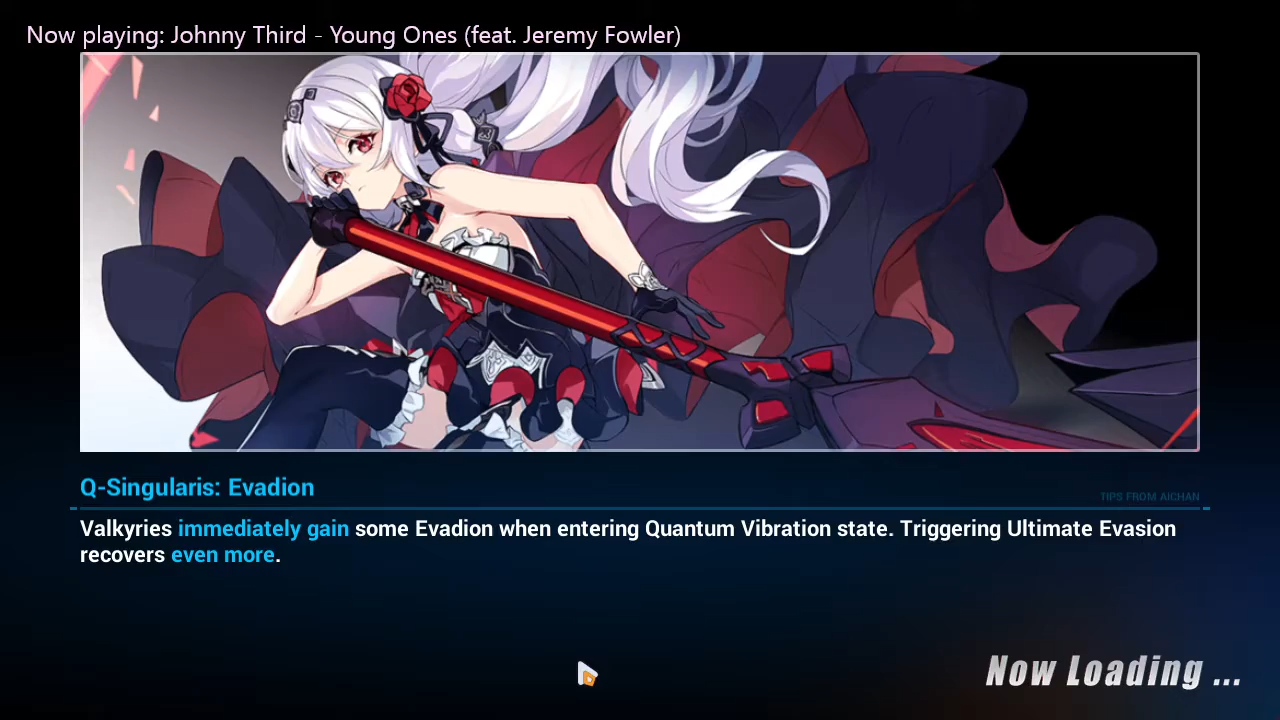 Now playing: Johnny Third - Young Ones (feat. Jeremy Fowler)
Q-Singularis: Evadion
TIPS FROM AICHAN
Valkyries immediately gain some Evadion when entering Quantum Vibration state. Triggering Ultimate Evasion
recovers even more.
Now Loading ...